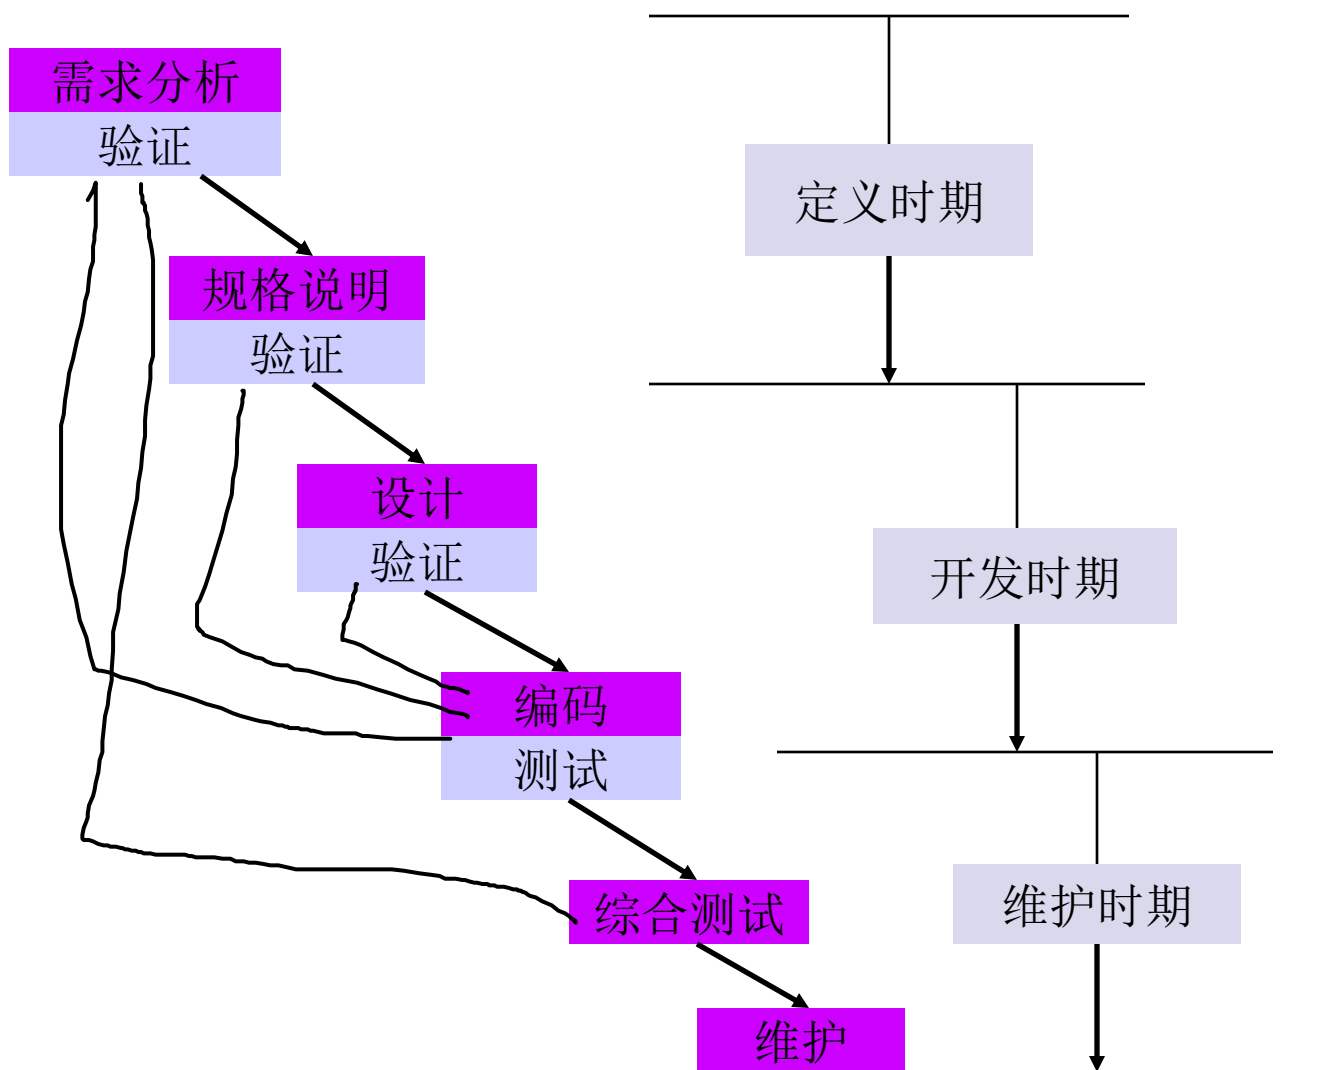 需求分析
验证
规格说明
验证
设计
验证
编码
测试
综合测试
维护
定义时期
开发时期
维护时期